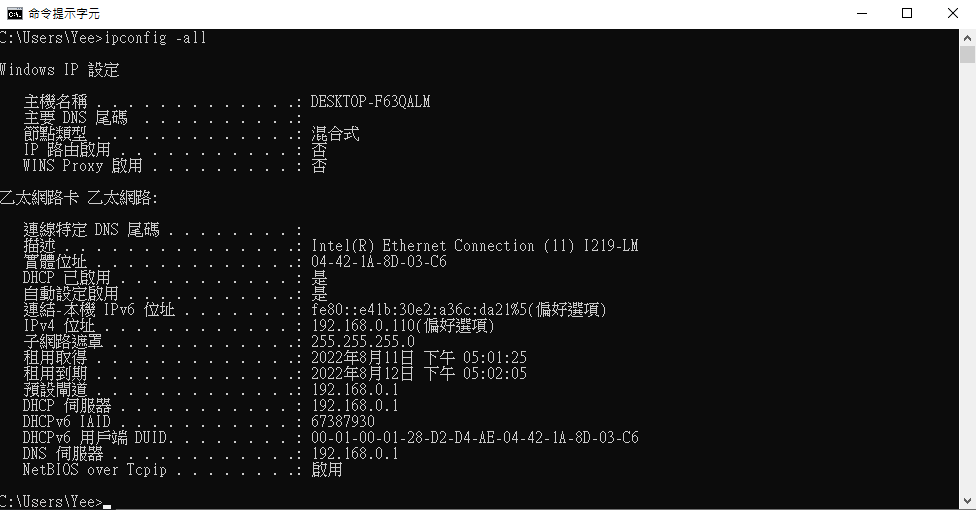 命令提示字元
C:\Users\Yee>ipconfig -all
Windows IP 設定
主機名稱 . . . . . . . . . . . . .: DESKTOP-F63QALM
主要 DNS 尾碼  . . . . . . . . . .:
節點類型 . . . . . . . . . . . . .: 混合式
IP 路由啟用 . . . . . . . . . . . : 否
WINS Proxy 啟用 . . . . . . . . . : 否
乙太網路卡 乙太網路:
連線特定 DNS 尾碼 . . . . . . . . :
描述 . . . . . . . . . . . . . . .: Intel(R) Ethernet Connection (11) I219-LM
實體位址 . . . . . . . . . . . . .: 04-42-1A-8D-03-C6
DHCP 已啟用 . . . . . . . . . . . : 是
自動設定啟用 . . . . . . . . . . .: 是
連結-本機 IPv6 位址 . . . . . . . : fe80::e41b:30e2:a36c:da21%5(偏好選項)
IPv4 位址 . . . . . . . . . . . . : 192.168.0.110(偏好選項)
子網路遮罩 . . . . . . . . . . . .: 255.255.255.0
租用取得 . . . . . . . . . . . . .: 2022年8月11日 下午 05:01:25
租用到期 . . . . . . . . . . . . .: 2022年8月12日 下午 05:02:05
預設閘道 . . . . . . . . . . . . .: 192.168.0.1
DHCP 伺服器 . . . . . . . . . . . : 192.168.0.1
DHCPv6 IAID . . . . . . . . . . . : 67387930
DHCPv6 用戶端 DUID. . . . . . . . : 00-01-00-01-28-D2-D4-AE-04-42-1A-8D-03-C6
DNS 伺服器 . . . . . . . . . . . .: 192.168.0.1
NetBIOS over Tcpip . . . . . . . .: 啟用
C:\Users\Yee>